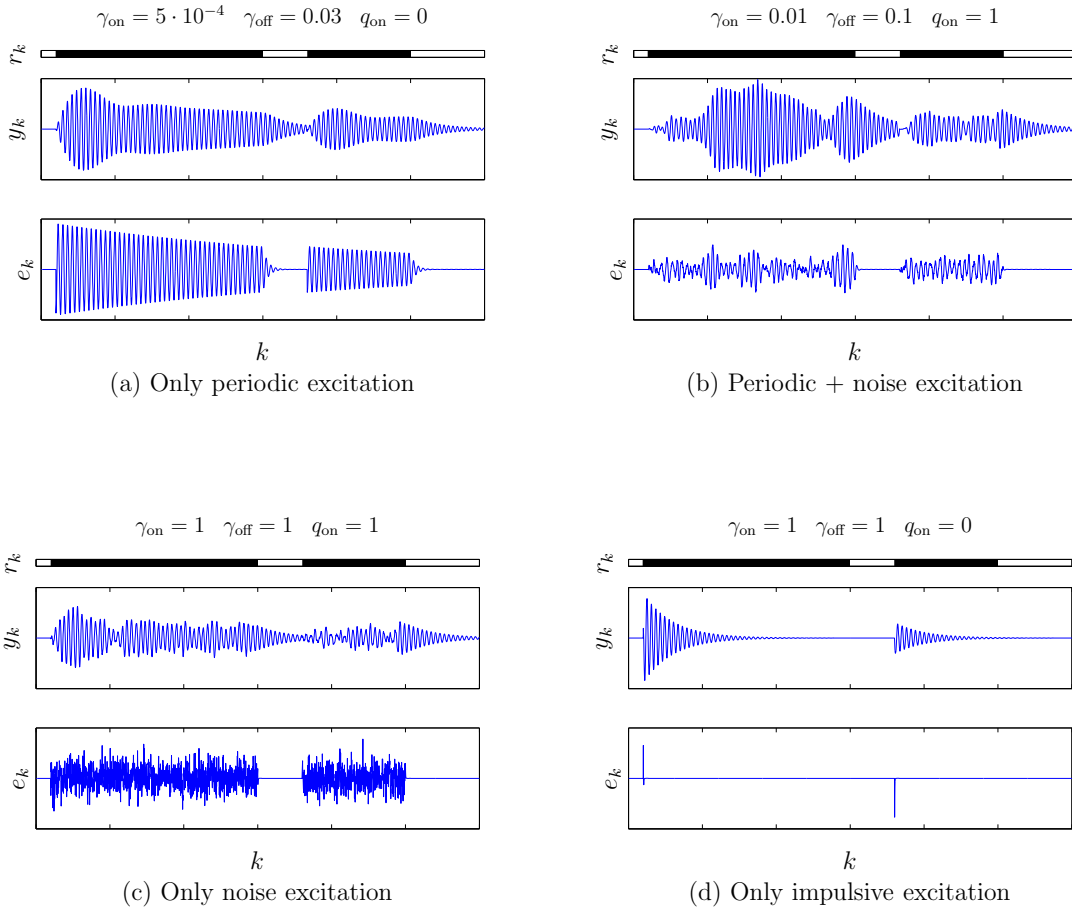 γon = 5 · 10⁻⁴ γoff = 0.03 qon = 0
rk
yk
ek
k
(a) Only periodic excitation
γon = 0.01 γoff = 0.1 qon = 1
rk
yk
ek
k
(b) Periodic + noise excitation
γon = 1 γoff = 1 qon = 1
rk
yk
ek
k
(c) Only noise excitation
γon = 1 γoff = 1 qon = 0
rk
yk
ek
k
(d) Only impulsive excitation